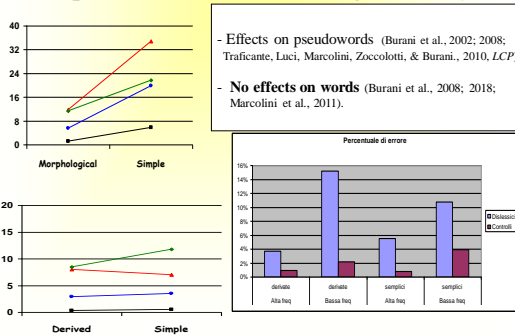 40
32
24
16
8
0
Morphological Simple
- Effects on pseudowords (Burani et al., 2002; 2008;
Traficante, Luci, Marcolini, Zoccolotti, & Burani., 2010, LCP
- No effects on words (Burani et al., 2008; 2018;
Marcolini et al., 2011).
Percentuale di errore
16%
14%
12%
10%
8%
6%
4%
2%
0%
derivate derivate semplici semplici
Alta freq Bassa freq Alta freq Bassa freq
Dislessici
Controlli
20
15
10
5
0
Derived Simple